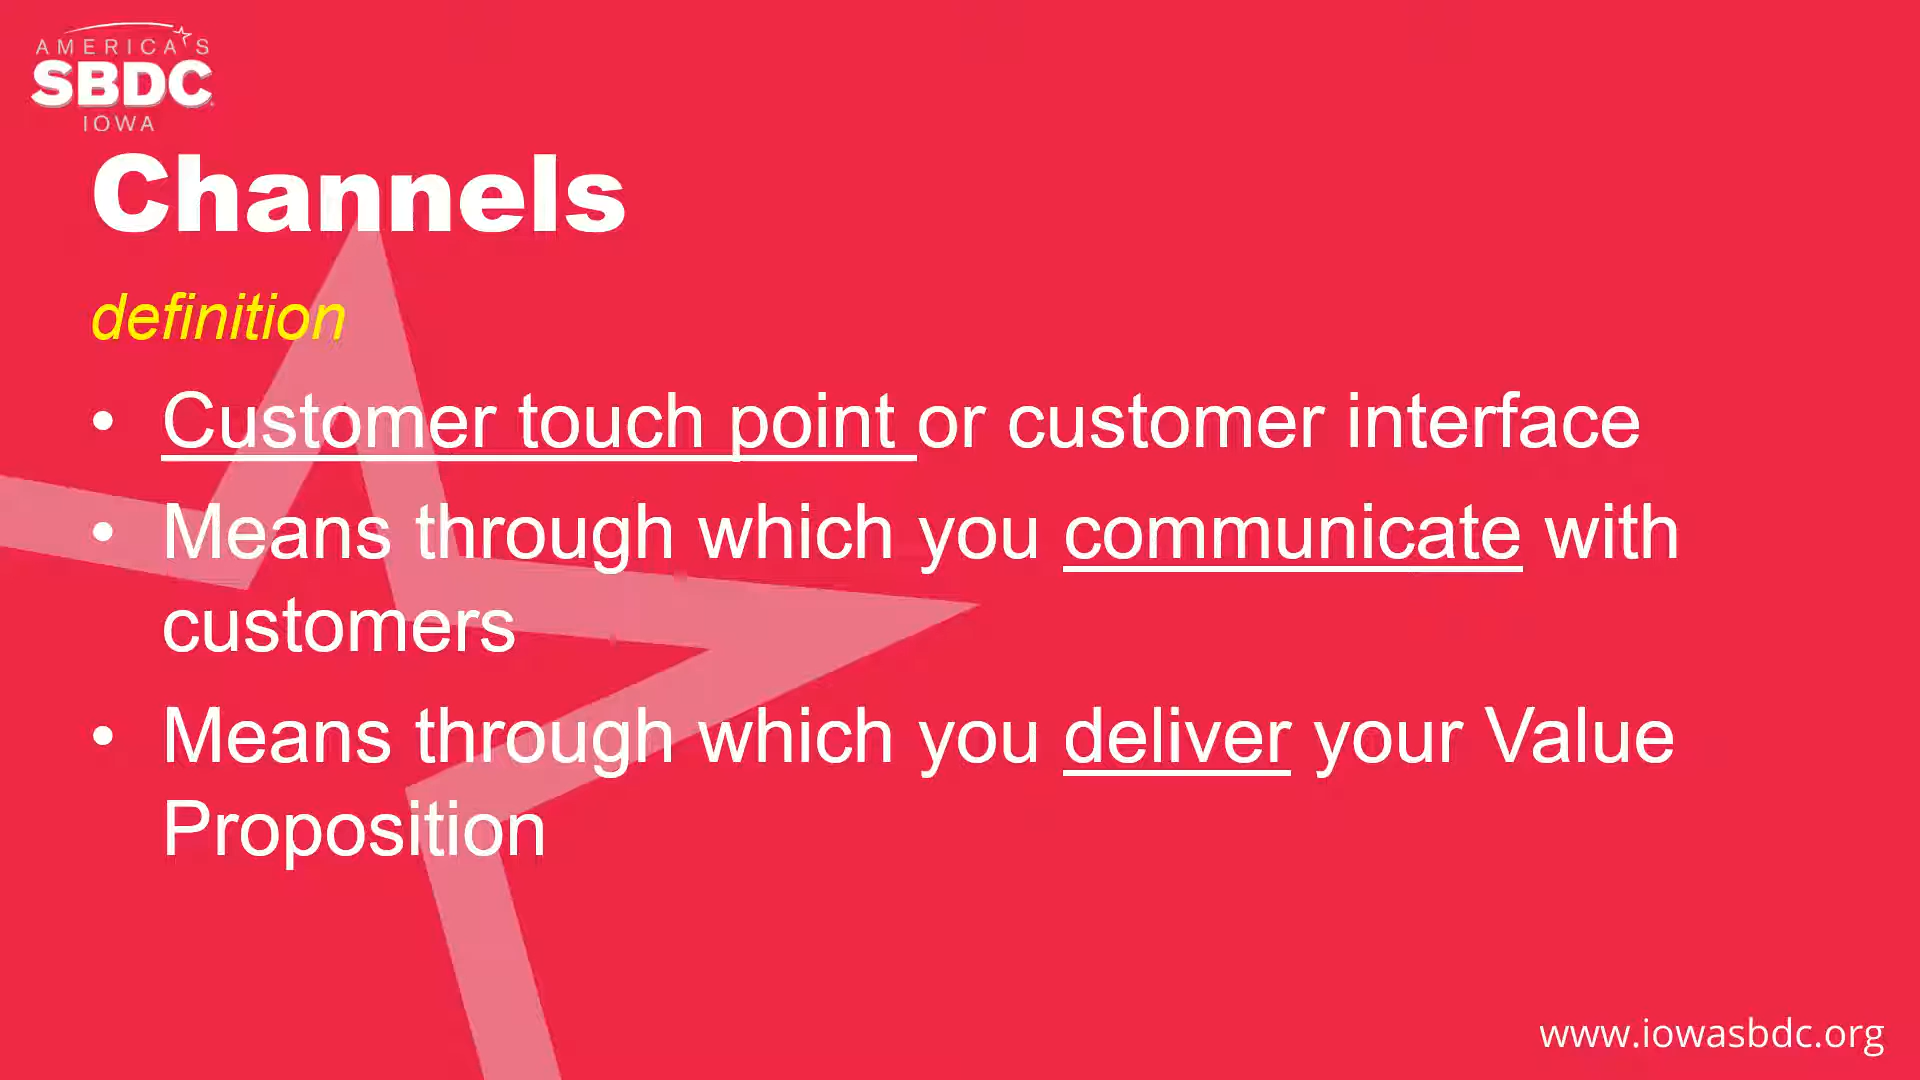 AMERICA'S
SBDC
IOWA
Channels
definition
• Customer touch point or customer interface
• Means through which you communicate with
customers
• Means through which you deliver your Value
Proposition
www.iowasbdc.org